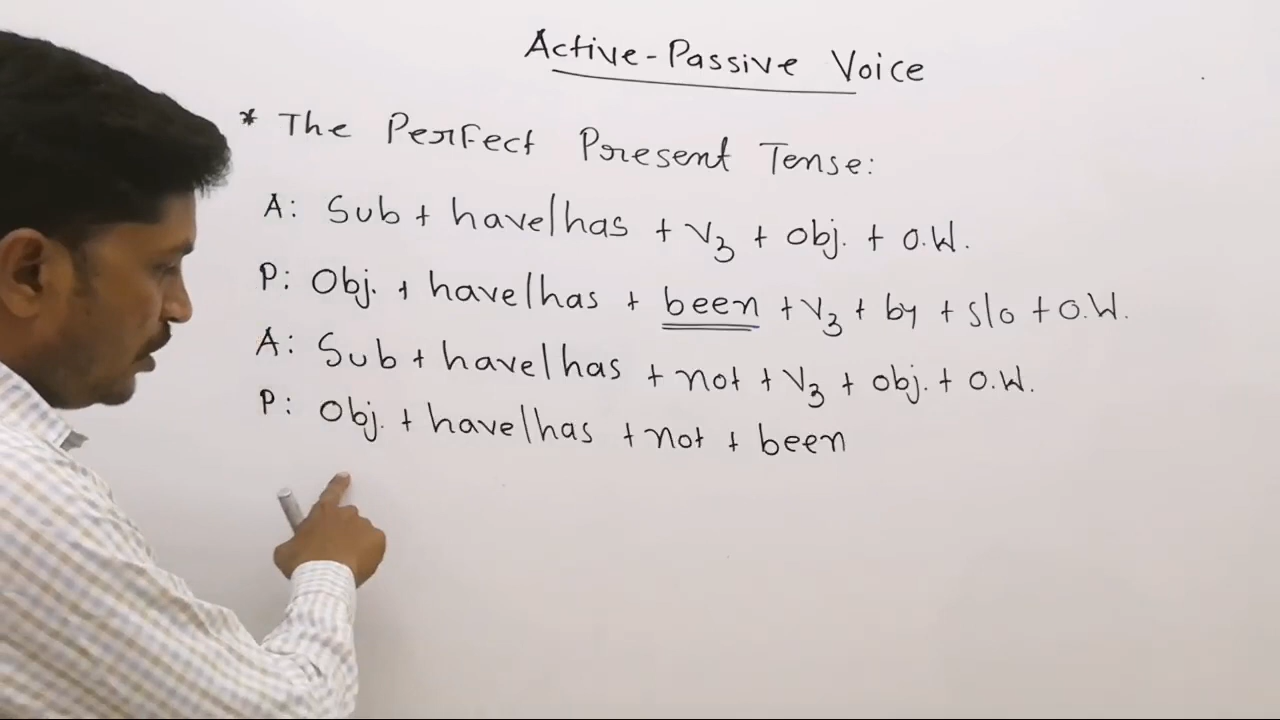 Active-Passive Voice
* The Perfect Present Tense:
A: Sub + have/has + V3 + obj. + O.W.
P: Obj. + have/has + been + V3 + by + s/o + O.W.
A: Sub + have/has + not + V3 + obj. + O.W.
P: Obj. + have/has + not + been